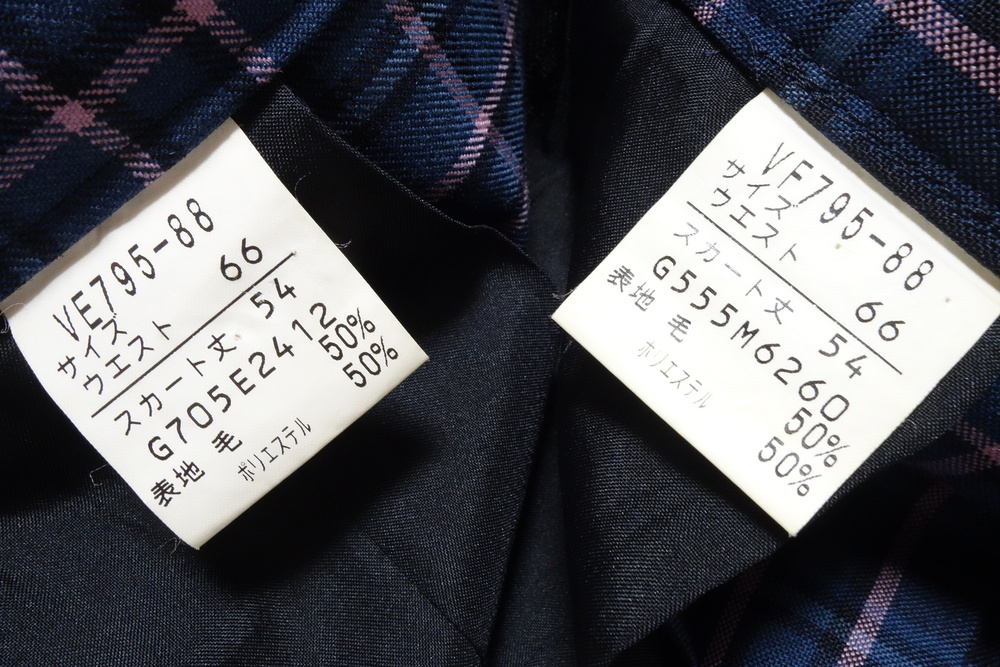 VE795-88
サイズ
ウエスト 66
スカート丈 54
G705E2412
表地 毛 50%
ポリエステル 50%
VF795-88
サイズ
ウエスト 66
スカート丈 54
G555M6260
表地 毛 50%
ポリエステル 50%